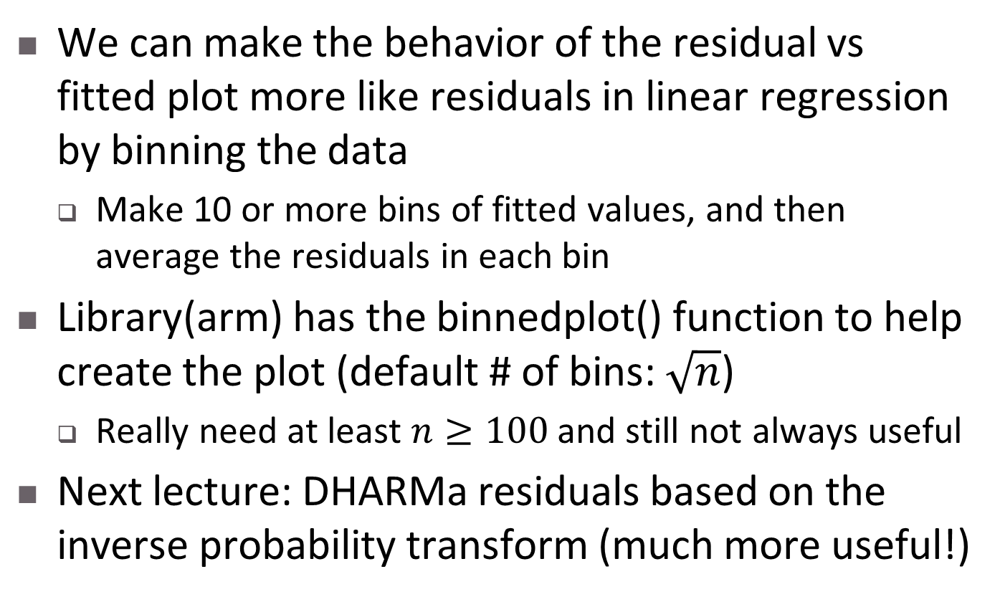 ■ We can make the behavior of the residual vs
fitted plot more like residuals in linear regression
by binning the data
❑ Make 10 or more bins of fitted values, and then
average the residuals in each bin
■ Library(arm) has the binnedplot() function to help
create the plot (default # of bins: √n)
❑ Really need at least n ≥ 100 and still not always useful
■ Next lecture: DHARMa residuals based on the
inverse probability transform (much more useful!)